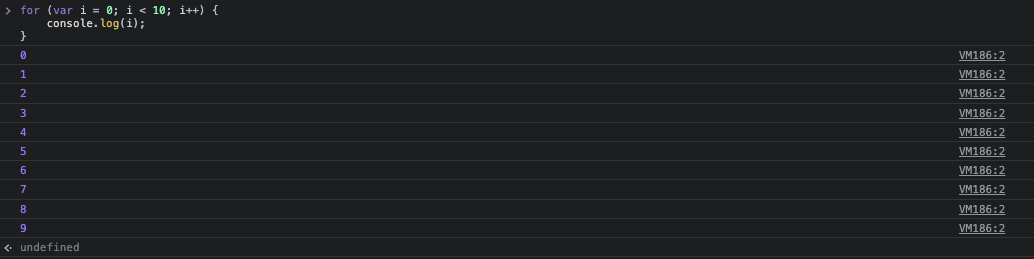 for (var i = 0; i < 10; i++) {
    console.log(i);
}
0 VM186:2
1 VM186:2
2 VM186:2
3 VM186:2
4 VM186:2
5 VM186:2
6 VM186:2
7 VM186:2
8 VM186:2
9 VM186:2
undefined